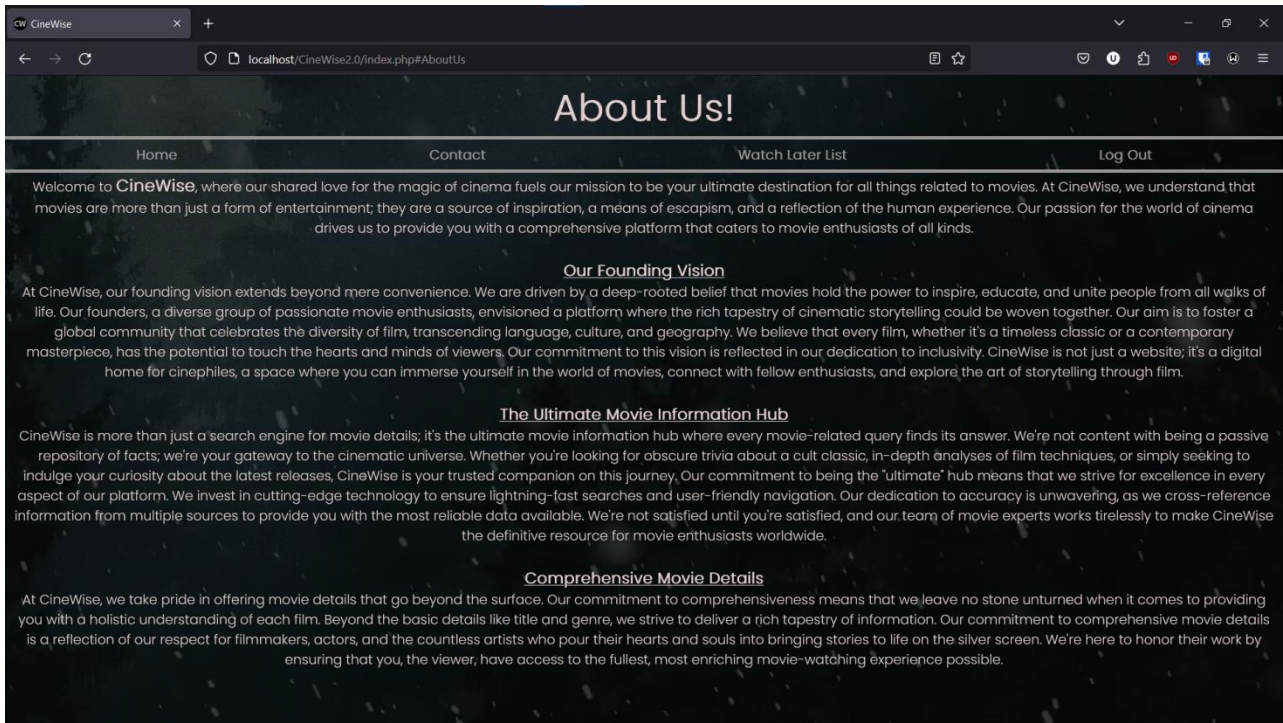 CW CineWise
localhost/CineWise2.0/index.php#AboutUs
About Us!
Home Contact Watch Later List Log Out
Welcome to CineWise, where our shared love for the magic of cinema fuels our mission to be your ultimate destination for all things related to movies. At CineWise, we understand that
movies are more than just a form of entertainment; they are a source of inspiration, a means of escapism, and a reflection of the human experience. Our passion for the world of cinema
drives us to provide you with a comprehensive platform that caters to movie enthusiasts of all kinds.
Our Founding Vision
At CineWise, our founding vision extends beyond mere convenience. We are driven by a deep-rooted belief that movies hold the power to inspire, educate, and unite people from all walks of
life. Our founders, a diverse group of passionate movie enthusiasts, envisioned a platform where the rich tapestry of cinematic storytelling could be woven together. Our aim is to foster a
global community that celebrates the diversity of film, transcending language, culture, and geography. We believe that every film, whether it's a timeless classic or a contemporary
masterpiece, has the potential to touch the hearts and minds of viewers. Our commitment to this vision is reflected in our dedication to inclusivity. CineWise is not just a website; it's a digital
home for cinephiles, a space where you can immerse yourself in the world of movies, connect with fellow enthusiasts, and explore the art of storytelling through film.
The Ultimate Movie Information Hub
CineWise is more than just a search engine for movie details; it's the ultimate movie information hub where every movie-related query finds its answer. We're not content with being a passive
repository of facts; we're your gateway to the cinematic universe. Whether you're looking for obscure trivia about a cult classic, in-depth analyses of film techniques, or simply seeking to
indulge your curiosity about the latest releases, CineWise is your trusted companion on this journey. Our commitment to being the "ultimate" hub means that we strive for excellence in every
aspect of our platform. We invest in cutting-edge technology to ensure lightning-fast searches and user-friendly navigation. Our dedication to accuracy is unwavering, as we cross-reference
information from multiple sources to provide you with the most reliable data available. We're not satisfied until you're satisfied, and our team of movie experts works tirelessly to make CineWise
the definitive resource for movie enthusiasts worldwide.
Comprehensive Movie Details
At CineWise, we take pride in offering movie details that go beyond the surface. Our commitment to comprehensiveness means that we leave no stone unturned when it comes to providing
you with a holistic understanding of each film. Beyond the basic details like title and genre, we strive to deliver a rich tapestry of information. Our commitment to comprehensive movie details
is a reflection of our respect for filmmakers, actors, and the countless artists who pour their hearts and souls into bringing stories to life on the silver screen. We're here to honor their work by
ensuring that you, the viewer, have access to the fullest, most enriching movie-watching experience possible.